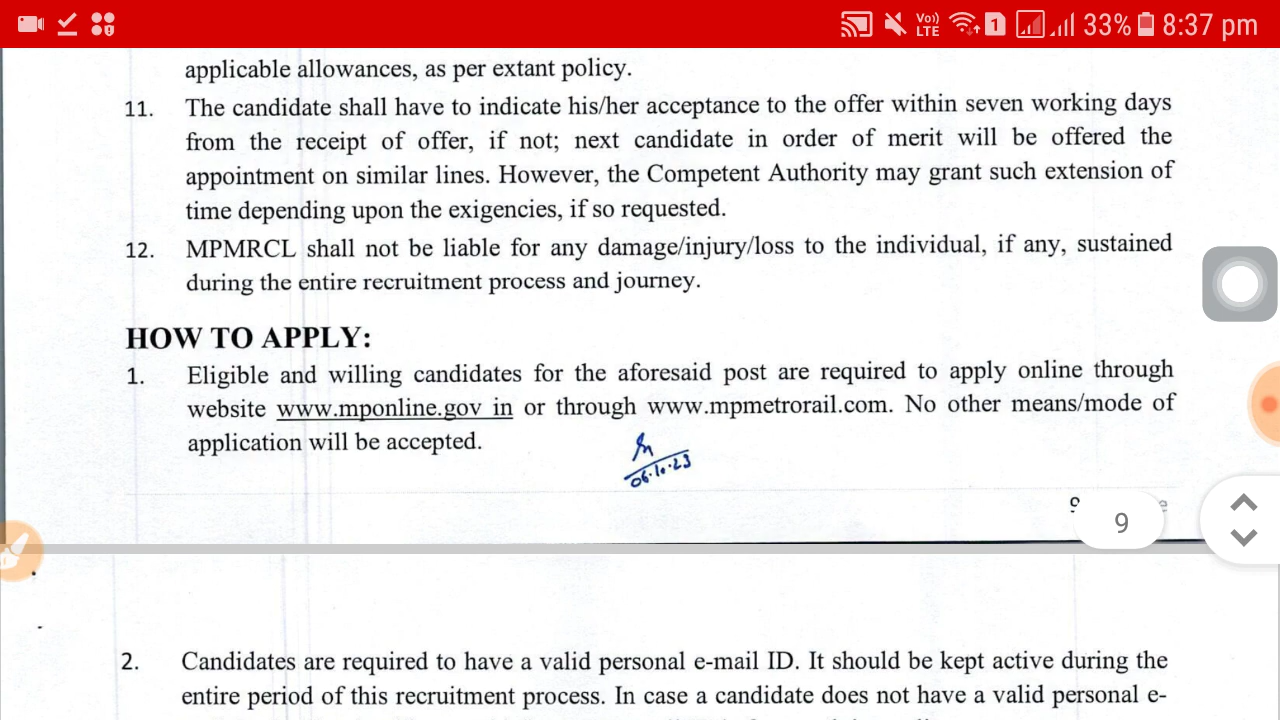 Vo))
LTE
1
33%
8:37 pm
applicable allowances, as per extant policy.
11. The candidate shall have to indicate his/her acceptance to the offer within seven working days
from the receipt of offer, if not; next candidate in order of merit will be offered the
appointment on similar lines. However, the Competent Authority may grant such extension of
time depending upon the exigencies, if so requested.
12. MPMRCL shall not be liable for any damage/injury/loss to the individual, if any, sustained
during the entire recruitment process and journey.
HOW TO APPLY:
1. Eligible and willing candidates for the aforesaid post are required to apply online through
website www.mponline.gov in or through www.mpmetrorail.com. No other means/mode of
application will be accepted.
06.10.23
9
2. Candidates are required to have a valid personal e-mail ID. It should be kept active during the
entire period of this recruitment process. In case a candidate does not have a valid personal e-